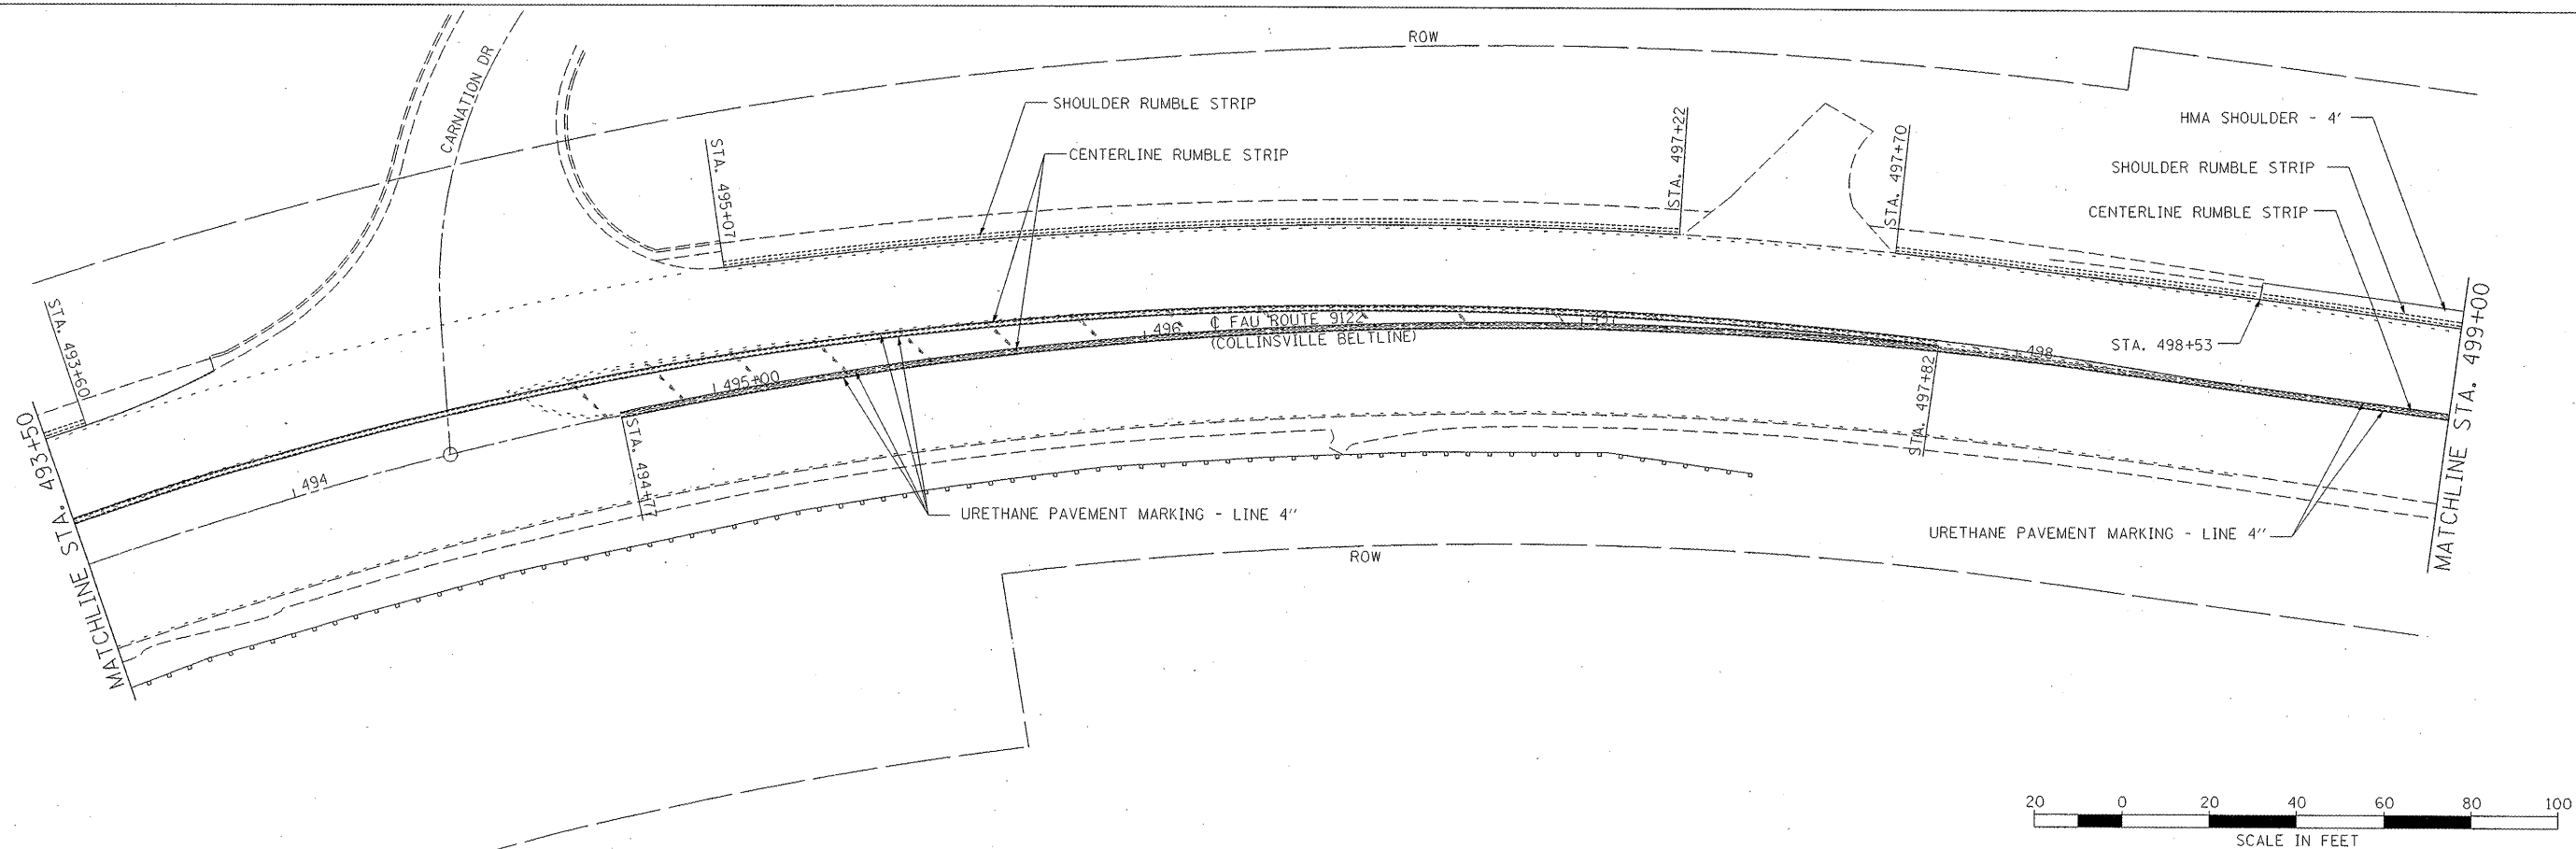 ROW
CARNATION DR
SHOULDER RUMBLE STRIP
CENTERLINE RUMBLE STRIP
STA. 495+07
STA. 497+22
STA. 497+70
HMA SHOULDER - 4'
SHOULDER RUMBLE STRIP
CENTERLINE RUMBLE STRIP
STA. 493+60
MATCHLINE STA. 493+50
494
495+00
496
℄ FAU ROUTE 9122
(COLLINSVILLE BELTLINE)
497
498
STA. 498+53
STA. 494+77
STA. 497+82
MATCHLINE STA. 499+00
URETHANE PAVEMENT MARKING - LINE 4"
URETHANE PAVEMENT MARKING - LINE 4"
ROW
20 0 20 40 60 80 100
SCALE IN FEET